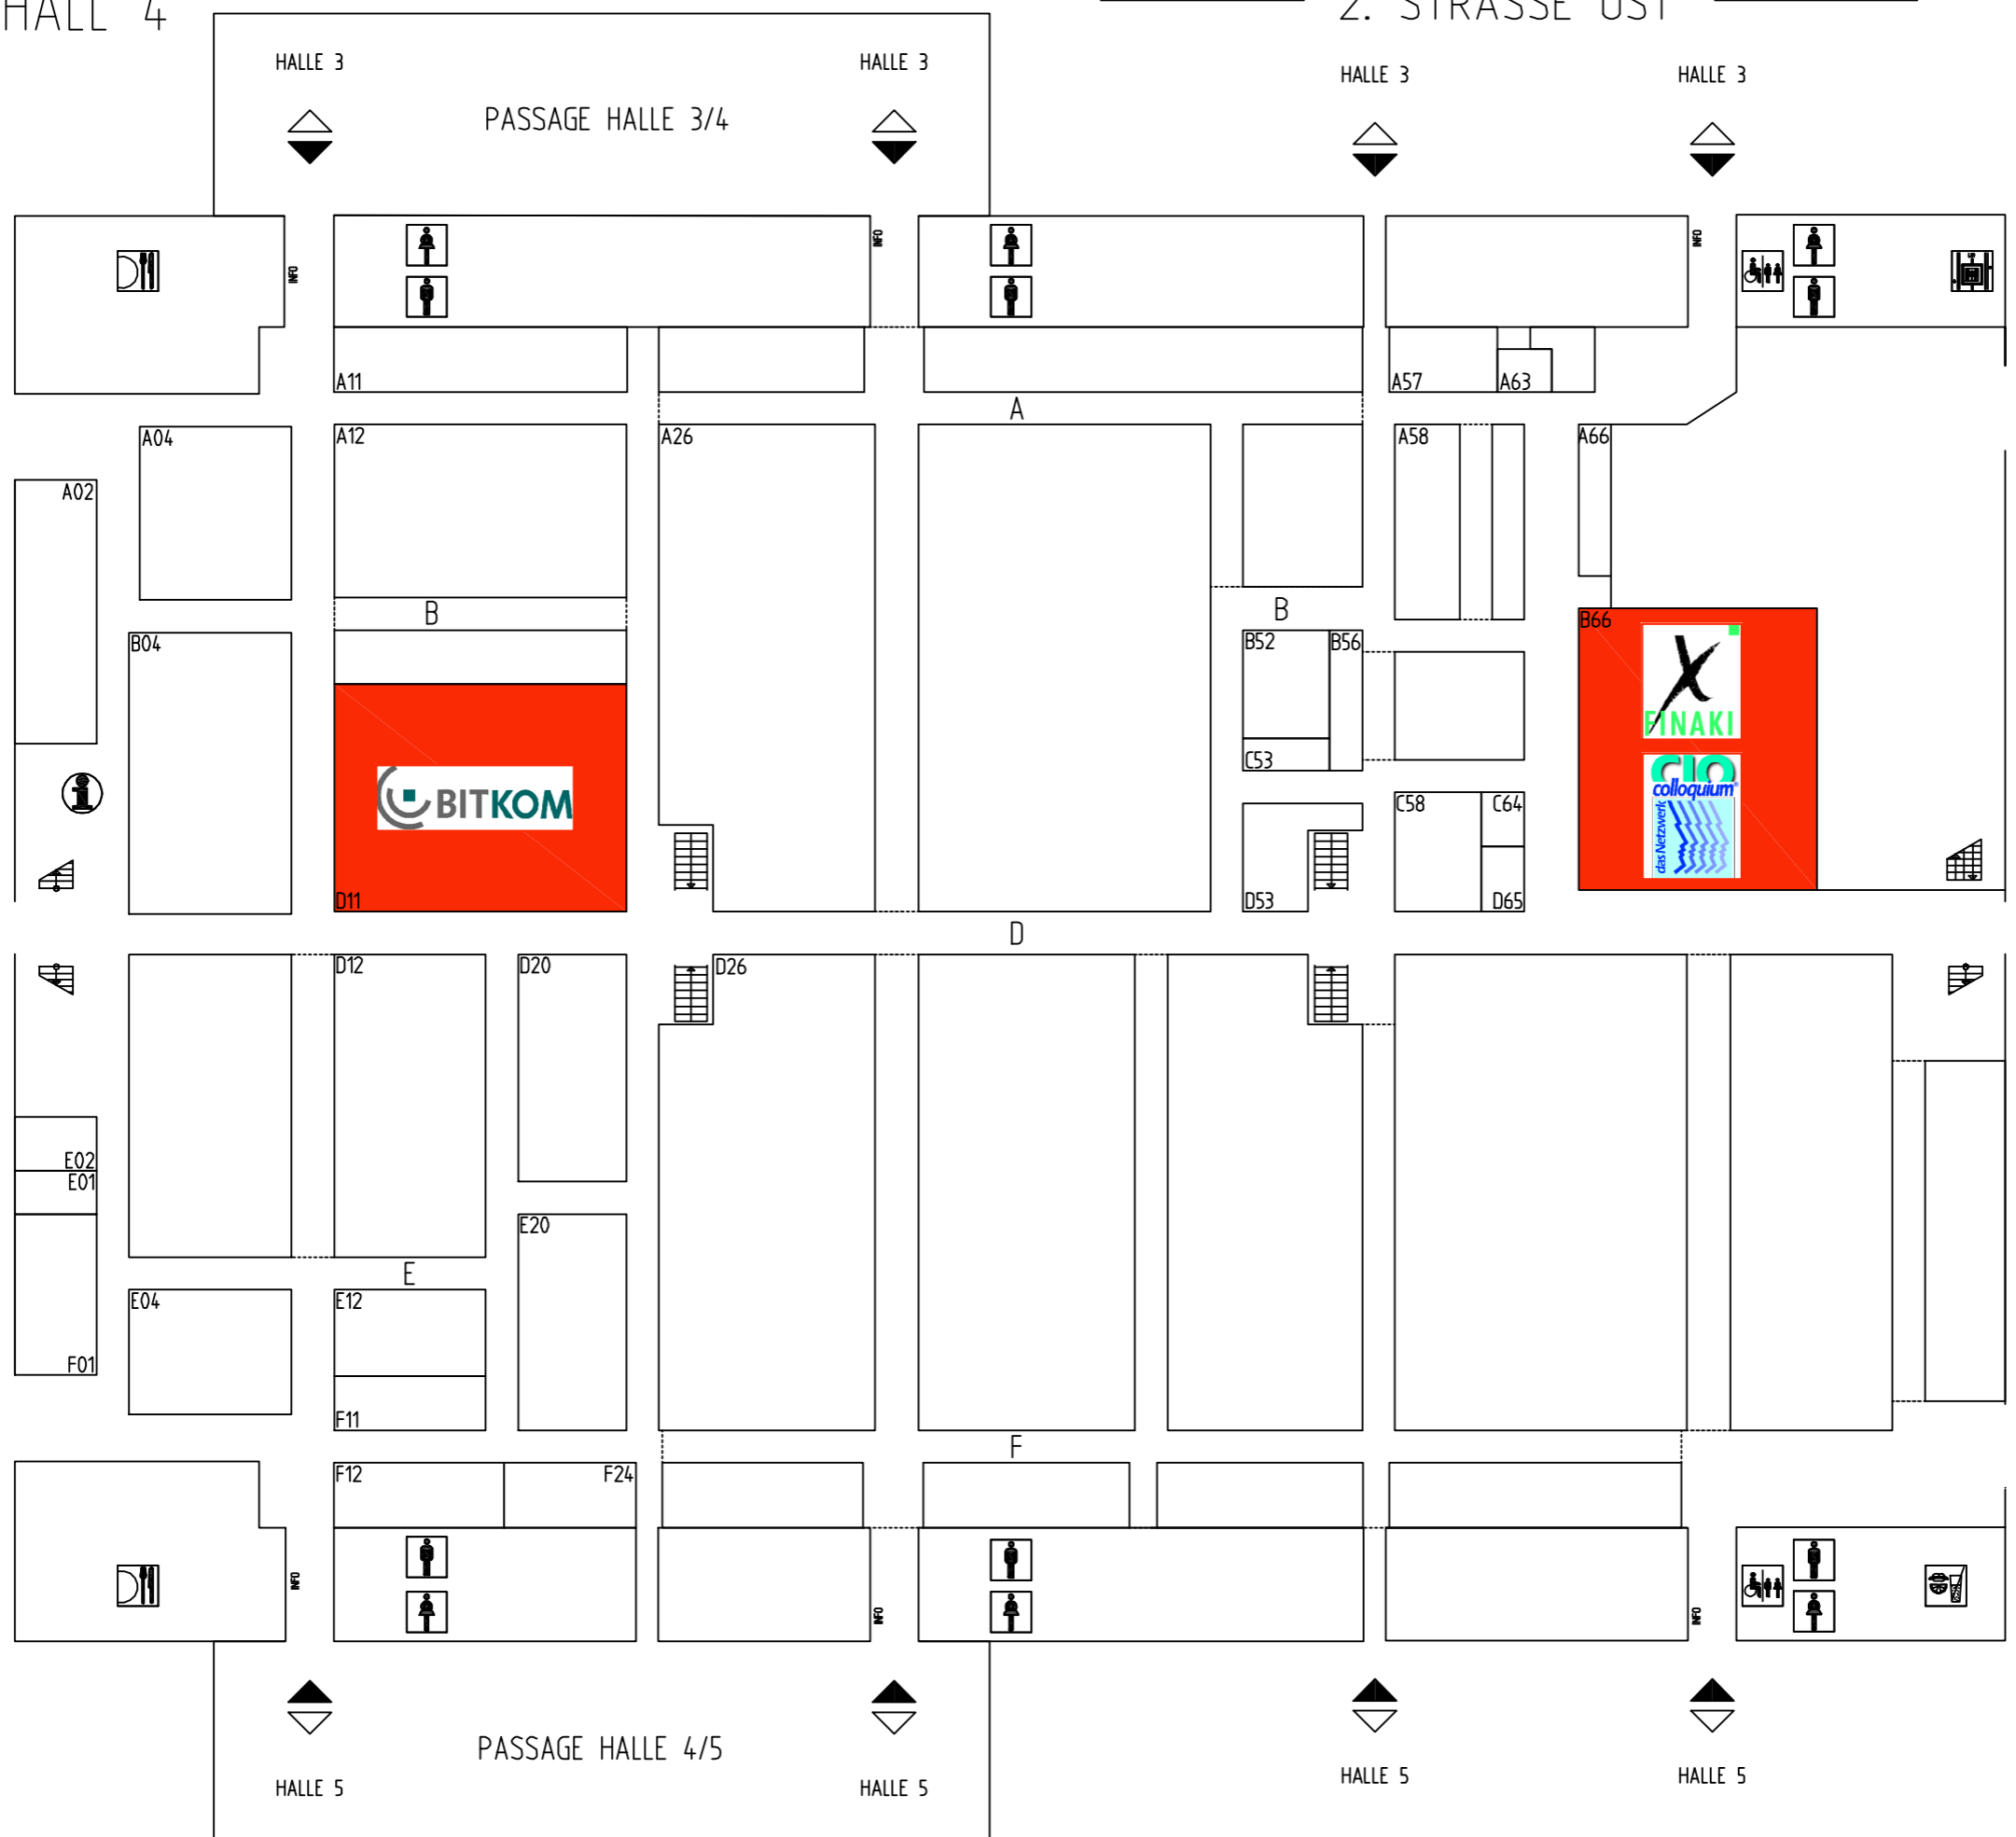 HALL 4
2. STRASSE OST
HALLE 3
HALLE 3
HALLE 3
HALLE 3
PASSAGE HALLE 3/4
INFO
INFO
INFO
A11
A57
A63
A
A04
A12
A26
A58
A66
A02
B
B
B04
B52
B56
B66
FINAKI
C53
CIO
colloquium®
das Netzwerk
BITKOM
C58
C64
D11
D53
D65
D
D12
D20
D26
E02
E01
E20
E
E04
E12
F01
F11
F
F12
F24
INFO
INFO
INFO
PASSAGE HALLE 4/5
HALLE 5
HALLE 5
HALLE 5
HALLE 5